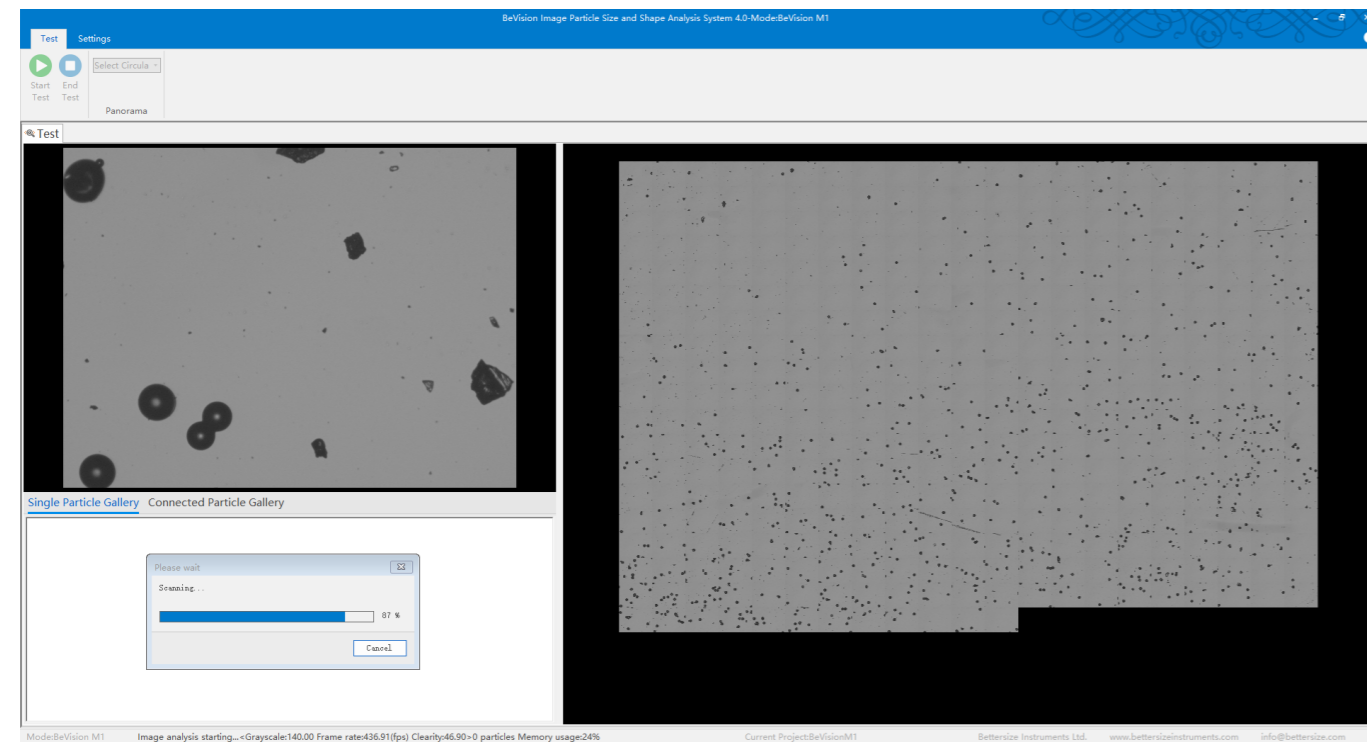 BeVision Image Particle Size and Shape Analysis System 4.0-Mode:BeVision M1
Test Settings
Select Circula
Start Test
End Test
Panorama
Test
Single Particle Gallery Connected Particle Gallery
Please wait
Scanning...
87 %
Cancel
Mode:BeVision M1 Image analysis starting...<Grayscale:140.00 Frame rate:436.91(fps) Clearity:46.90>0 particles Memory usage:24% Current Project:BeVisionM1 Bettersize Instruments Ltd. www.bettersizeinstruments.com info@bettersize.com